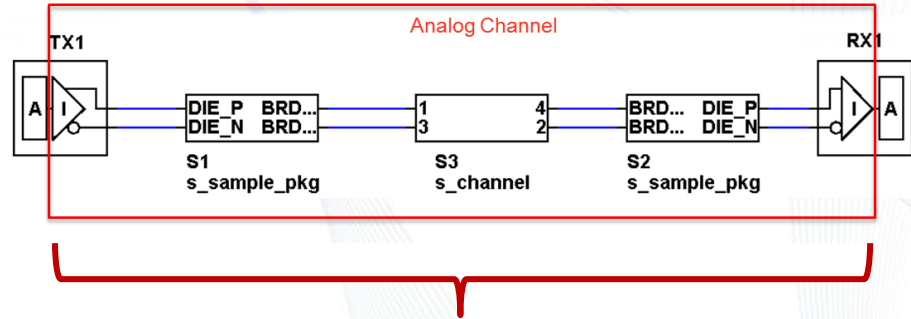 Analog Channel
TX1
RX1
A
I
DIE_P BRD...
DIE_N BRD...
1
4
3
2
BRD... DIE_P
BRD... DIE_N
I
A
S1
s_sample_pkg
S3
s_channel
S2
s_sample_pkg